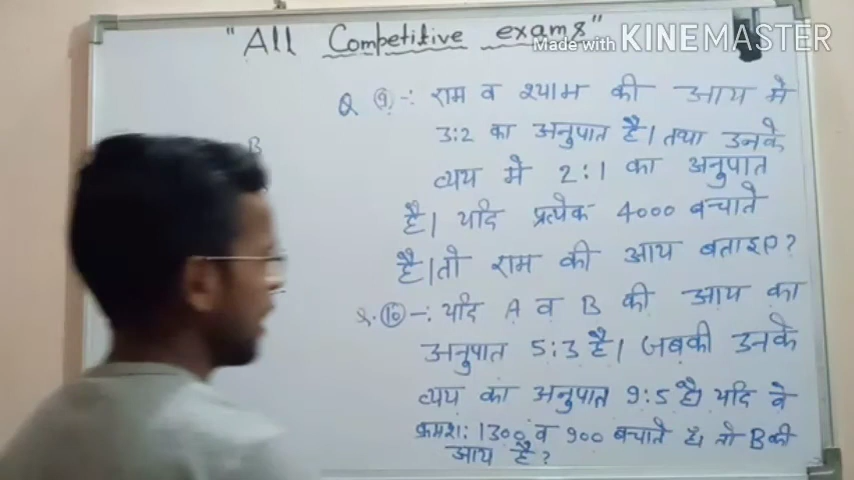 "All Competitive exams"
Made with KINEMASTER
Q (9) -: राम व श्याम की आय मे
3:2 का अनुपात है। तथा उनके
व्यय मे 2:1 का अनुपात
है। यदि प्रत्येक 4000 बचाते
है। तो राम की आय बताइए?
Q. (10) -: यदि A व B की आय का
अनुपात 5:3 है। जबकी उनके
व्यय का अनुपात 9:5 है। यदि वे
क्रमश: 1300 व 900 बचाते है। तो B की
आय है?
B